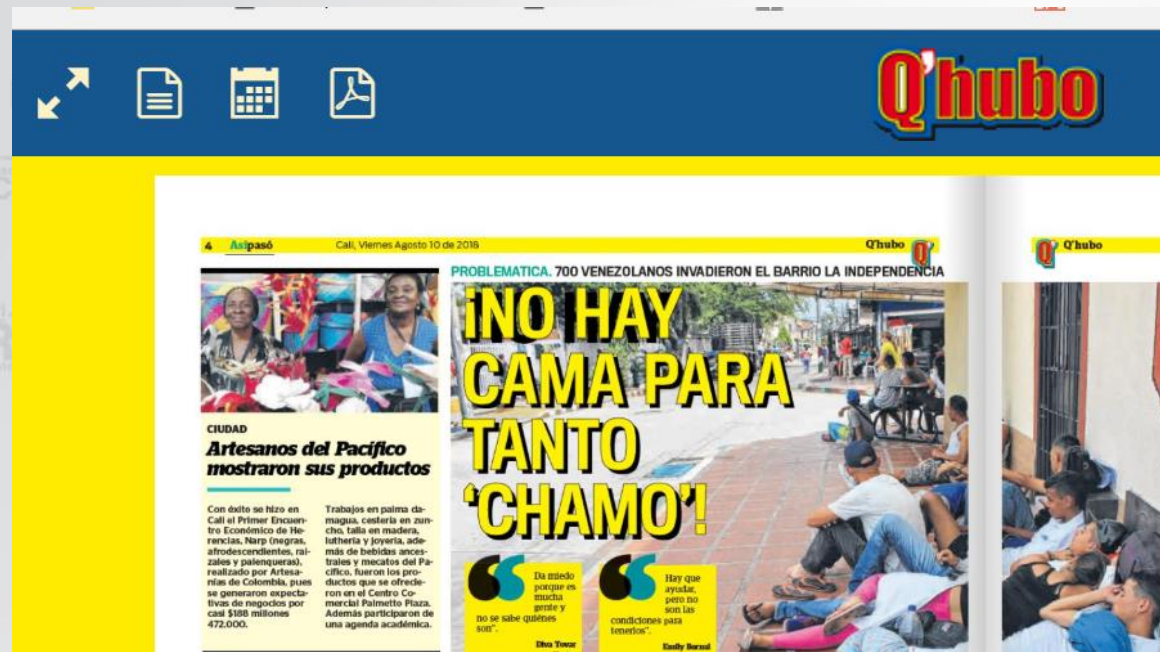 Q'hubo
4 Asípasó Cali, Viernes Agosto 10 de 2018 Q'hubo
Q'hubo
PROBLEMATICA. 700 VENEZOLANOS INVADIERON EL BARRIO LA INDEPENDENCIA
¡NO HAY
CAMA PARA
TANTO
‘CHAMO’!
CIUDAD
Artesanos del Pacífico
mostraron sus productos
Con éxito se hizo en
Cali el Primer Encuen-
tro Económico de He-
rencias, Narp (negras,
afrodescendientes, rai-
zales y palenqueras),
realizado por Artesa-
nías de Colombia, pues
se generaron expecta-
tivas de negocios por
casi $188 millones
472.000.
Trabajos en palma da-
magua, cestería en zun-
cho, talla en madera,
luthería y joyería, ade-
más de bebidas ances-
trales y mecatos del Pa-
cífico, fueron los pro-
ductos que se ofrecie-
ron en el Centro Co-
mercial Palmetto Plaza.
Además participaron de
una agenda académica.
Da miedo
porque es
mucha
gente y
no se sabe quiénes
son”.
Diva Tovar
Hay que
ayudar,
pero no
son las
condiciones para
tenerlos”.
Emily Bernal